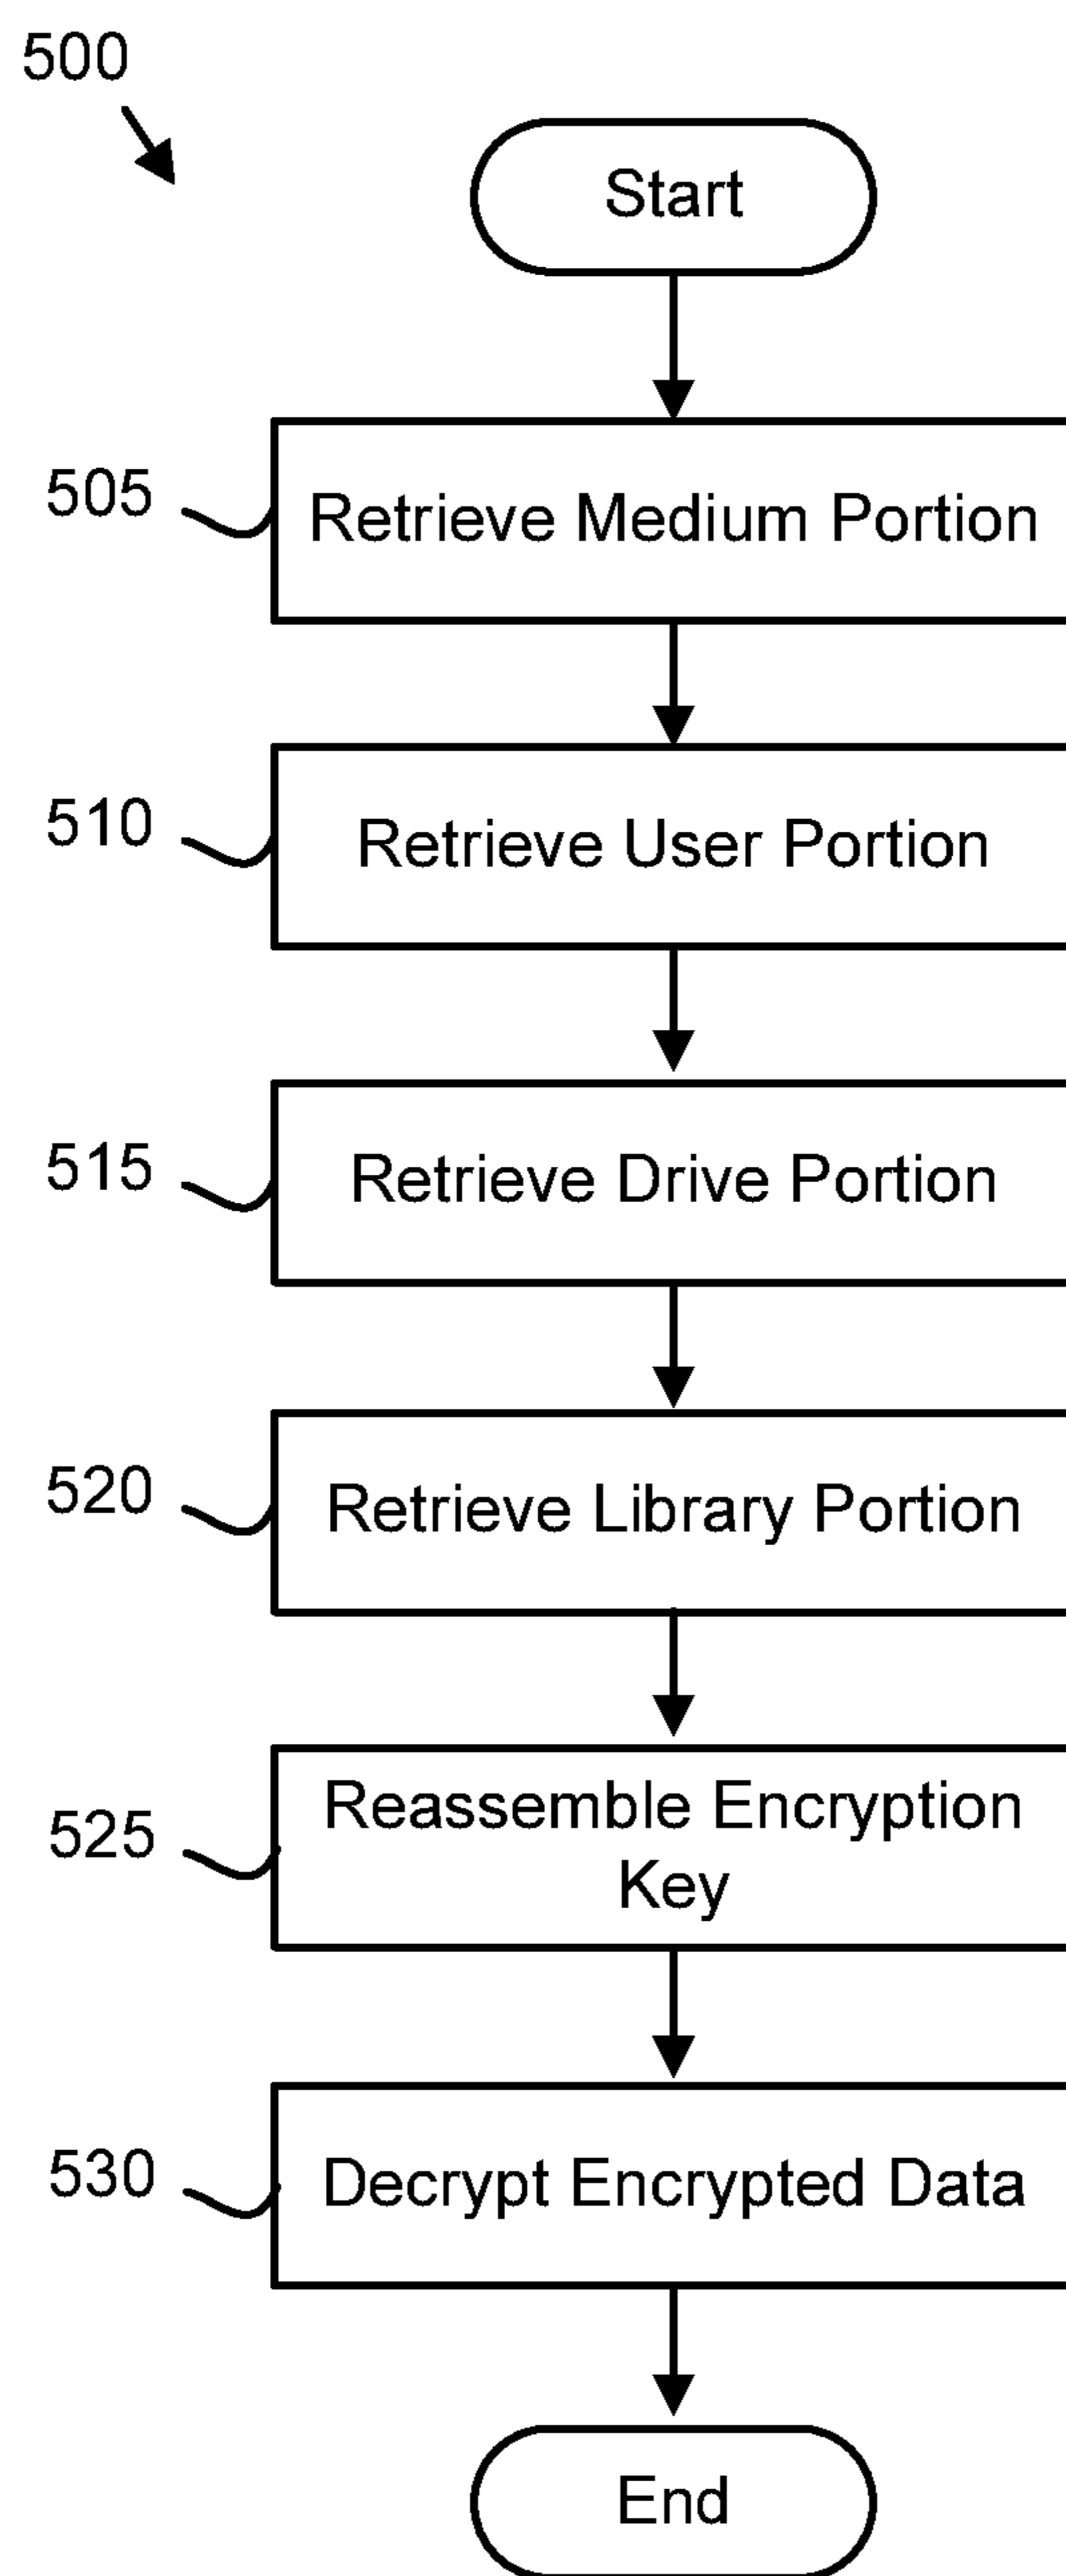 500
Start
505
Retrieve Medium Portion
510
Retrieve User Portion
515
Retrieve Drive Portion
520
Retrieve Library Portion
525
Reassemble Encryption
Key
530
Decrypt Encrypted Data
End